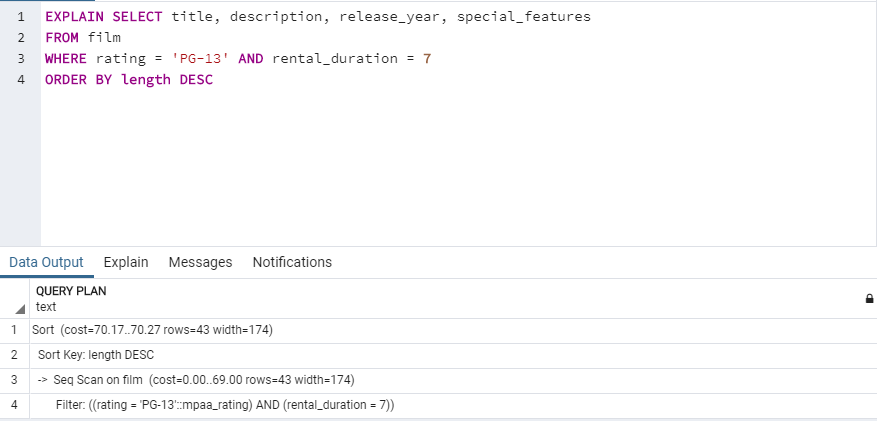 1 EXPLAIN SELECT title, description, release_year, special_features
2 FROM film
3 WHERE rating = 'PG-13' AND rental_duration = 7
4 ORDER BY length DESC
Data Output Explain Messages Notifications
QUERY PLAN
text
1 Sort (cost=70.17..70.27 rows=43 width=174)
2 Sort Key: length DESC
3 -> Seq Scan on film (cost=0.00..69.00 rows=43 width=174)
4 Filter: ((rating = 'PG-13'::mpaa_rating) AND (rental_duration = 7))